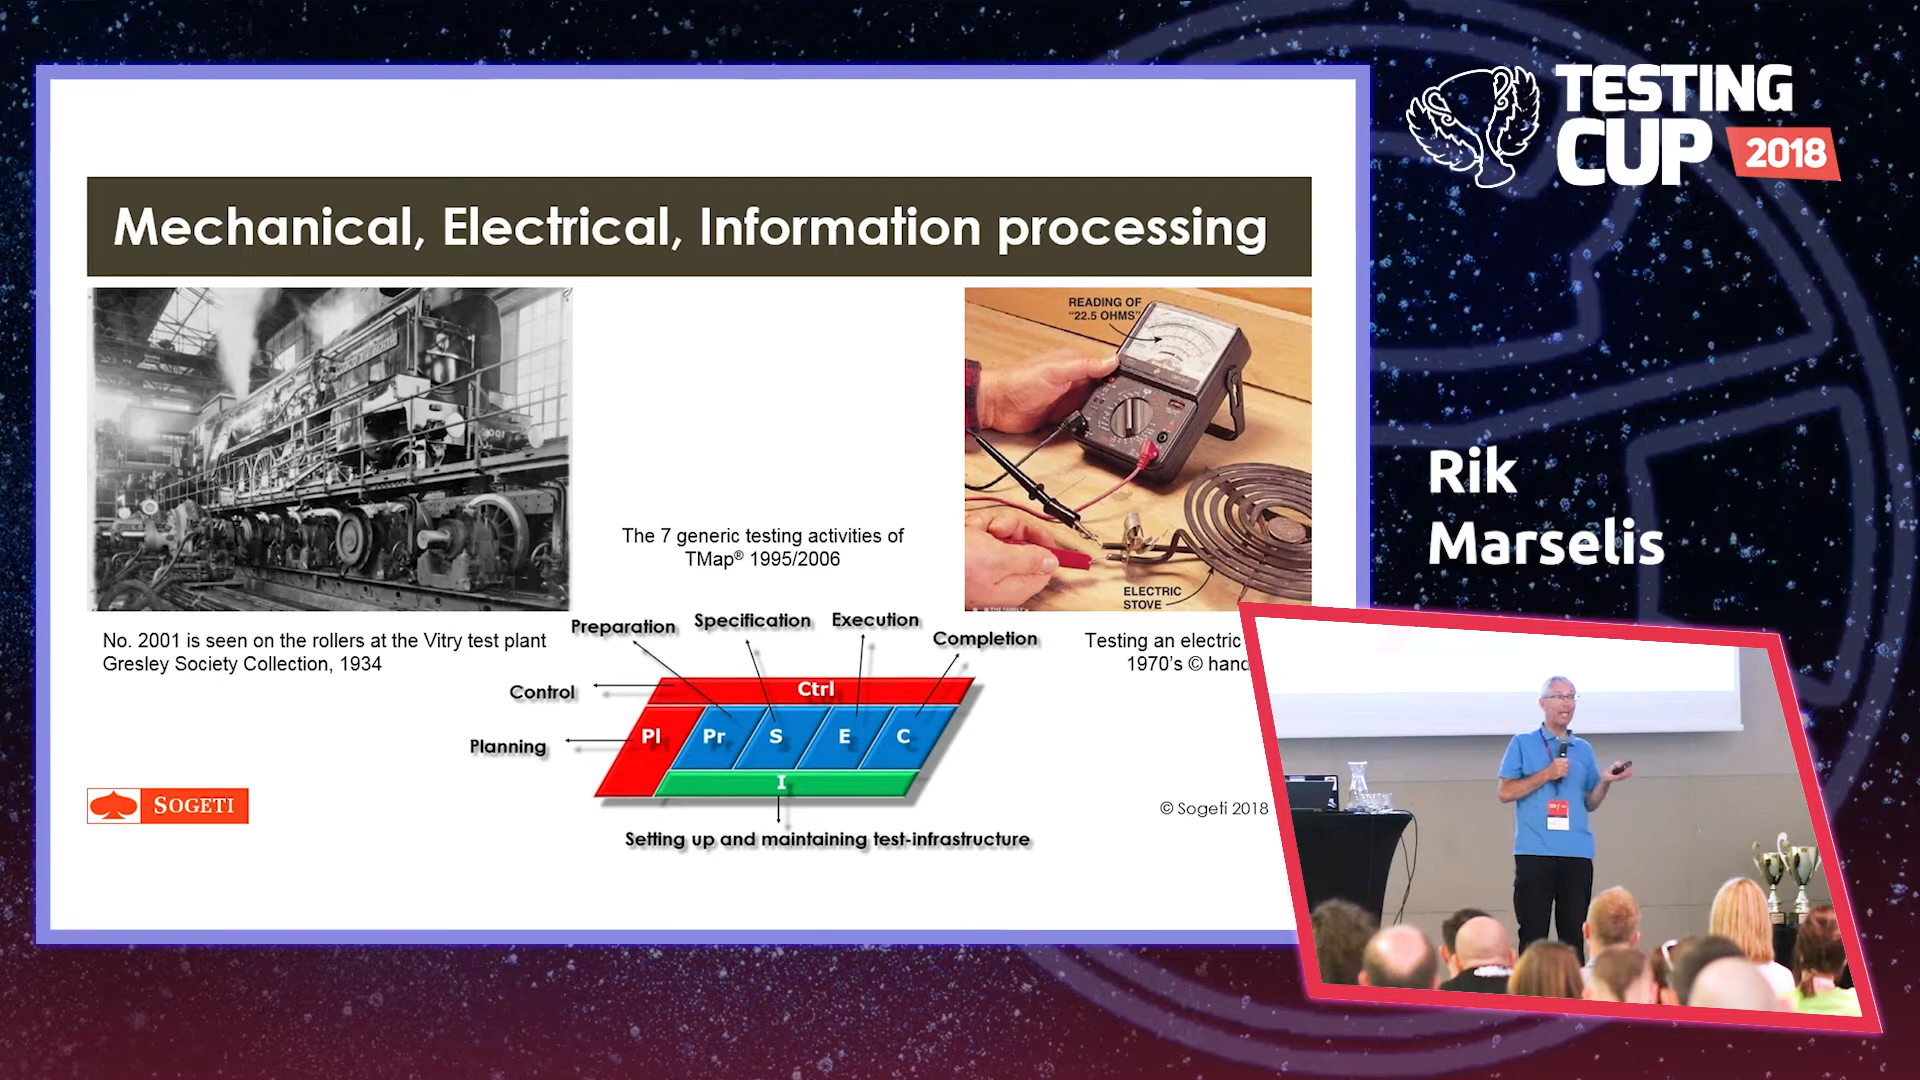 TESTING
CUP 2018
Mechanical, Electrical, Information processing
READING OF
"22.5 OHMS"
ELECTRIC
STOVE
THE FAMILY
No. 2001 is seen on the rollers at the Vitry test plant
Gresley Society Collection, 1934
The 7 generic testing activities of
TMap® 1995/2006
Testing an electric
1970's © hand
Preparation
Specification
Execution
Completion
Control
Planning
Ctrl
Pl
Pr
S
E
C
I
Setting up and maintaining test-infrastructure
SOGETI
© Sogeti 2018
Rik
Marselis